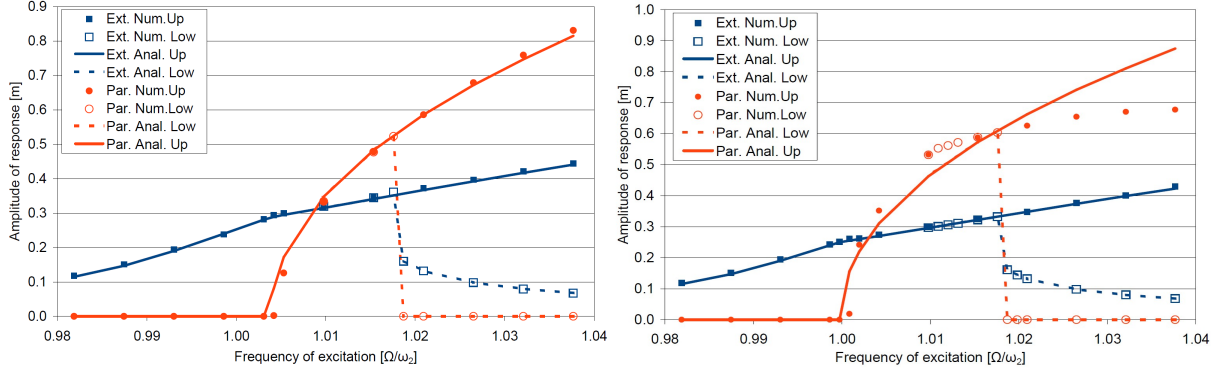 0.9
0.8
0.7
0.6
0.5
0.4
0.3
0.2
0.1
0.0
Amplitude of response [m]
Ext. Num.Up
Ext. Num. Low
Ext. Anal. Up
Ext. Anal. Low
Par. Num.Up
Par. Num.Low
Par. Anal. Low
Par. Anal. Up
0.98
0.99
1.00
1.01
1.02
1.03
1.04
Frequency of excitation [Ω/ω₂]
1.0
0.9
0.8
0.7
0.6
0.5
0.4
0.3
0.2
0.1
0.0
Amplitude of response [m]
Ext. Num.Up
Ext. Num. Low
Ext. Anal. Up
Ext. Anal. Low
Par. Num.Up
Par. Num.Low
Par. Anal. Low
Par. Anal. Up
0.98
0.99
1.00
1.01
1.02
1.03
1.04
Frequency of excitation [Ω/ω₂]